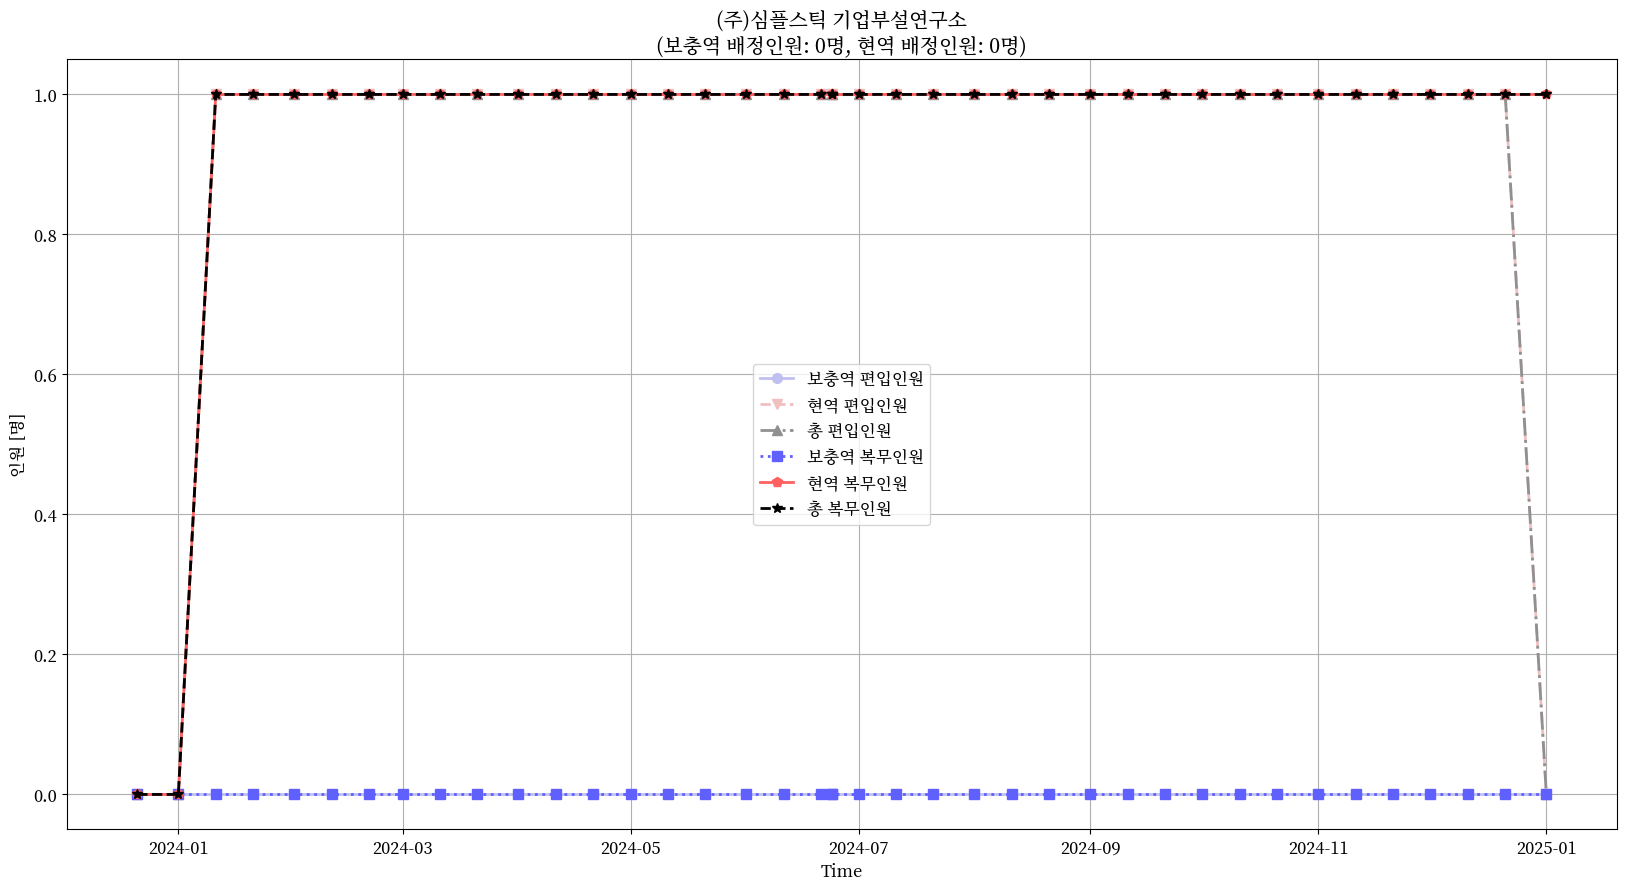 (주)심플스틱 기업부설연구소
(보충역 배정인원: 0명, 현역 배정인원: 0명)
인원 [명]
1.0
0.8
0.6
0.4
0.2
0.0
보충역 편입인원
현역 편입인원
총 편입인원
보충역 복무인원
현역 복무인원
총 복무인원
2024-01
2024-03
2024-05
2024-07
2024-09
2024-11
2025-01
Time